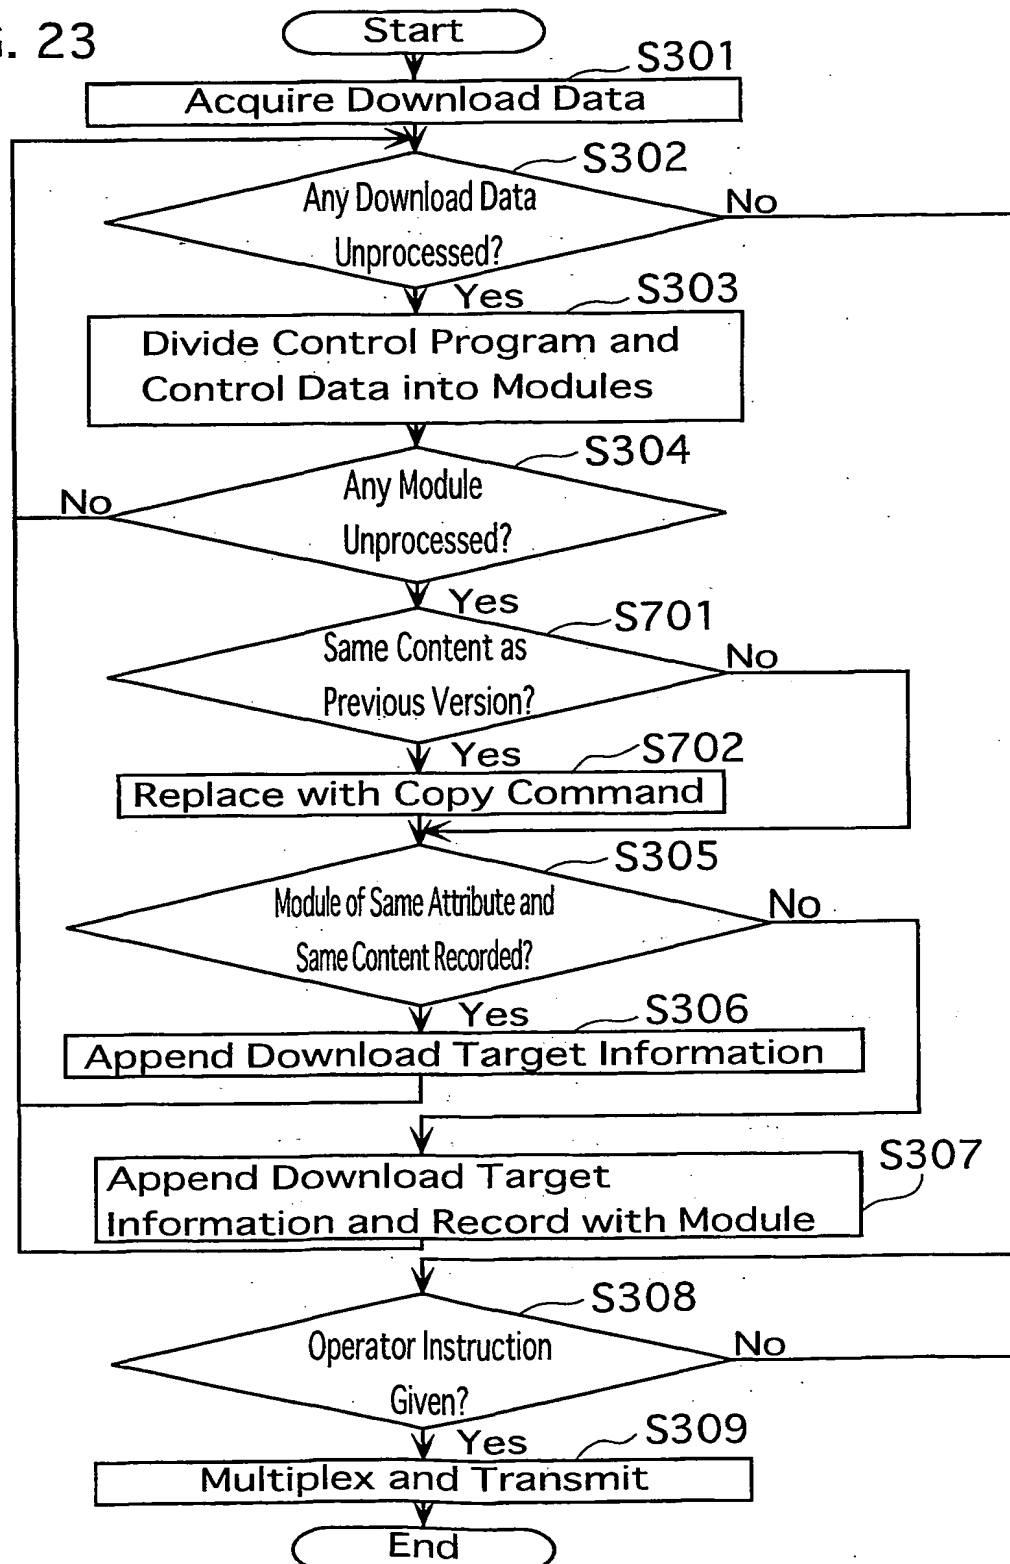 . 23
Start
S301
Acquire Download Data
S302
Any Download Data
Unprocessed?
No
Yes
S303
Divide Control Program and
Control Data into Modules
S304
Any Module
Unprocessed?
No
Yes
S701
Same Content as
Previous Version?
No
Yes
S702
Replace with Copy Command
S305
Module of Same Attribute and
Same Content Recorded?
No
Yes
S306
Append Download Target Information
S307
Append Download Target
Information and Record with Module
S308
Operator Instruction
Given?
No
Yes
S309
Multiplex and Transmit
End